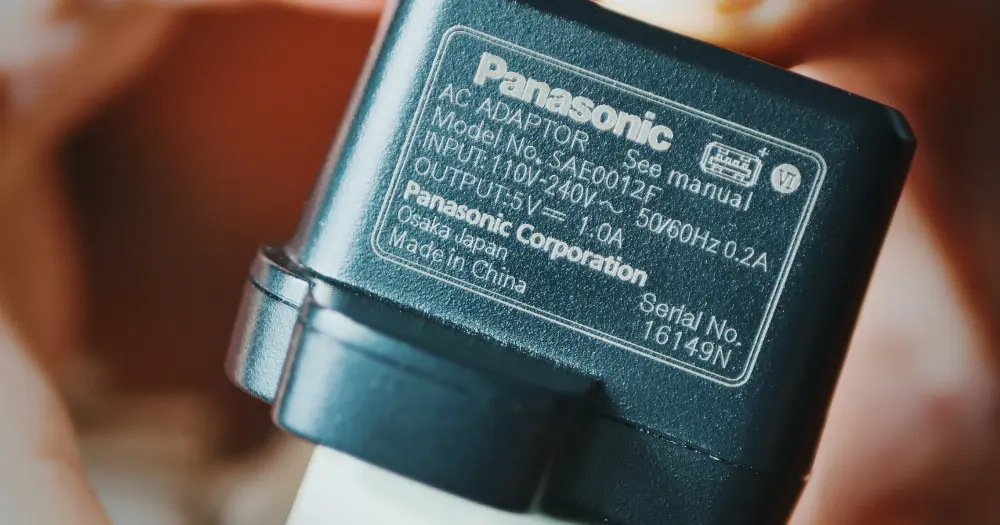 Panasonic
AC ADAPTOR See manual
Model No. SAE0012F
INPUT:110V-240V～ 50/60Hz 0.2A
OUTPUT:5V⎓ 1.0A
Panasonic Corporation
Osaka Japan
Made in China
Serial No.
16149N
- +
VI